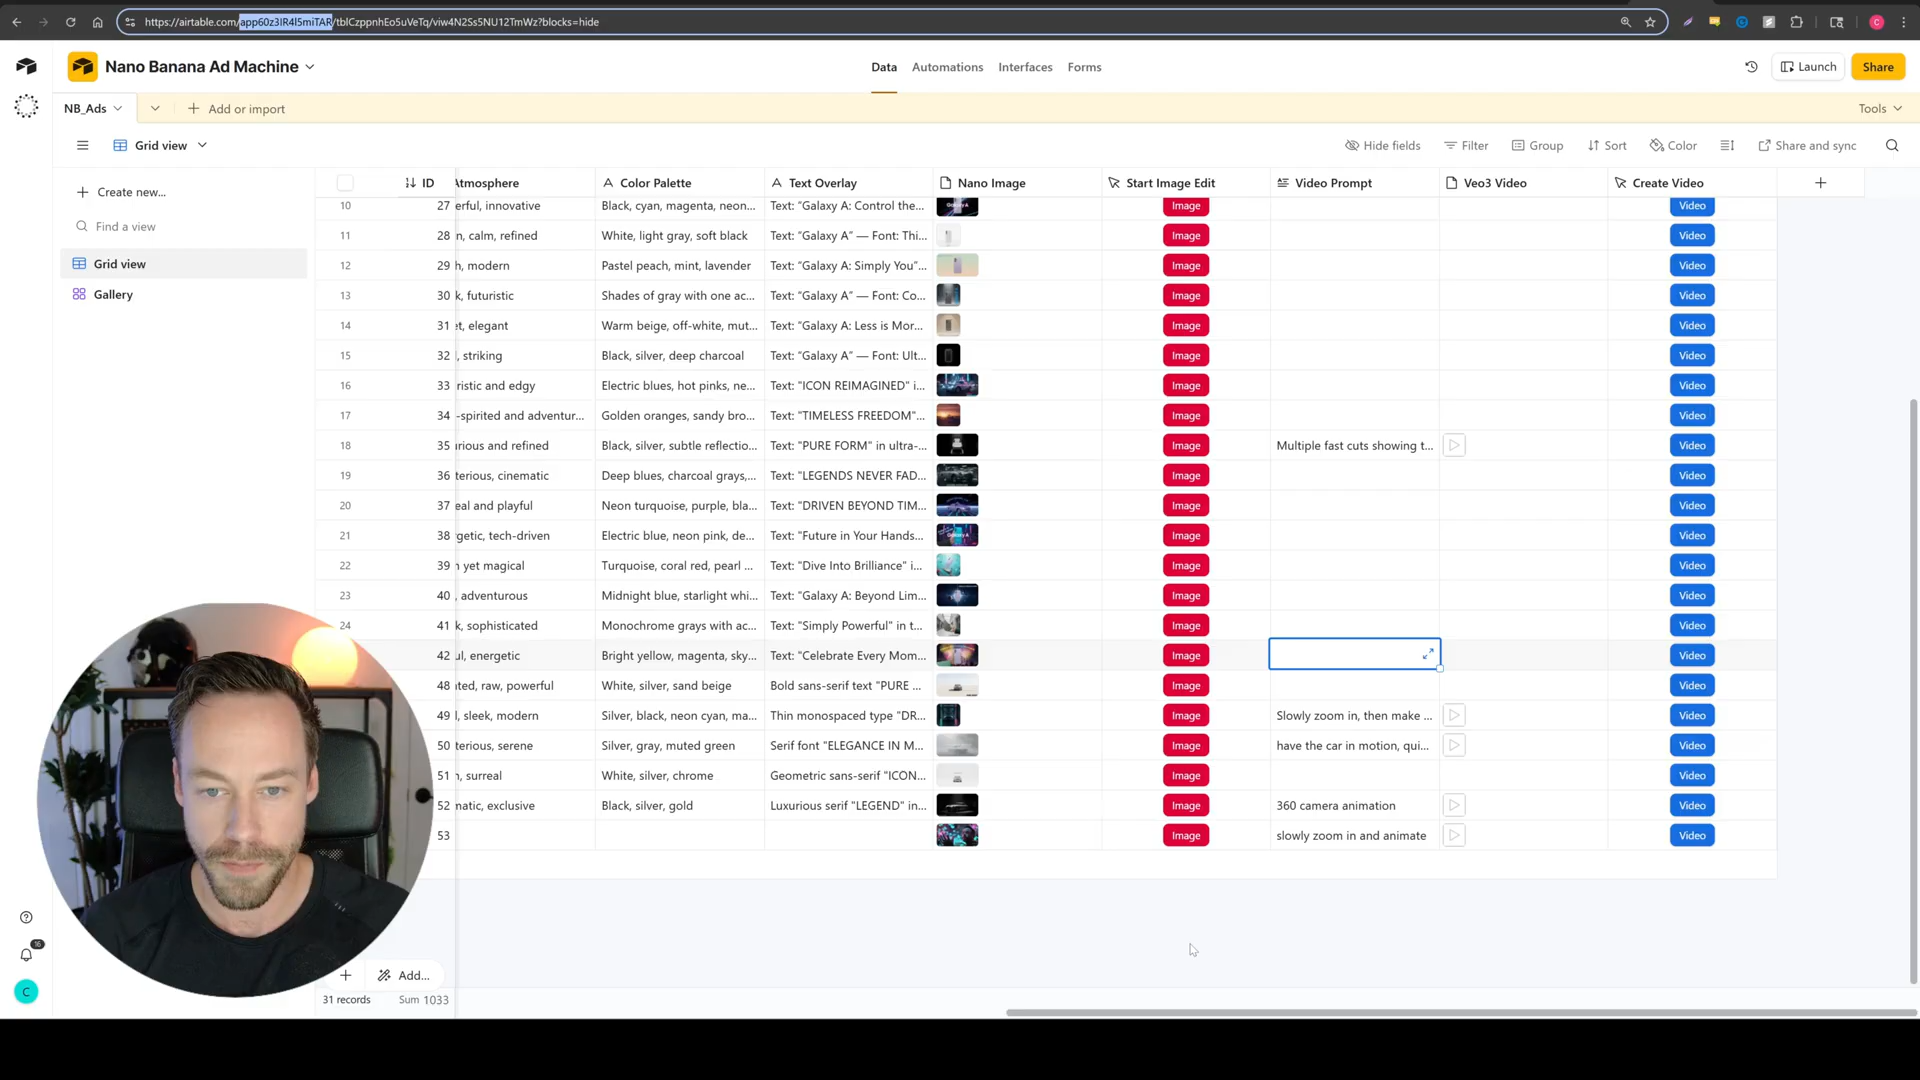 https://airtable.com/app60z3IR4l5miTAR/tblCzppnhEo5uVeTq/viw4N2Ss5NU12TmWz?blocks=hide
C
Nano Banana Ad Machine
Data
Automations
Interfaces
Forms
Launch
Share
NB_Ads
Add or import
Tools
Grid view
Hide fields
Filter
Group
Sort
Color
Share and sync
Create new...
Find a view
Grid view
Gallery
ID Atmosphere Color Palette Text Overlay Nano Image Start Image Edit Video Prompt Veo3 Video Create Video
10 27 erful, innovative Black, cyan, magenta, neon... Text: “Galaxy A: Control the... Image Video
11 28 n, calm, refined White, light gray, soft black Text: “Galaxy A” — Font: Thi... Image Video
12 29 h, modern Pastel peach, mint, lavender Text: “Galaxy A: Simply You”... Image Video
13 30 k, futuristic Shades of gray with one ac... Text: “Galaxy A” — Font: Co... Image Video
14 31 et, elegant Warm beige, off-white, mut... Text: “Galaxy A: Less is Mor... Image Video
15 32 , striking Black, silver, deep charcoal Text: “Galaxy A” — Font: Ult... Image Video
16 33 ristic and edgy Electric blues, hot pinks, ne... Text: "ICON REIMAGINED" i... Image Video
17 34 -spirited and adventur... Golden oranges, sandy bro... Text: "TIMELESS FREEDOM"... Image Video
18 35 urious and refined Black, silver, subtle reflectio... Text: "PURE FORM" in ultra-... Image Multiple fast cuts showing t... Video
19 36 terious, cinematic Deep blues, charcoal grays,... Text: "LEGENDS NEVER FAD... Image Video
20 37 eal and playful Neon turquoise, purple, bla... Text: "DRIVEN BEYOND TIM... Image Video
21 38 rgetic, tech-driven Electric blue, neon pink, de... Text: "Future in Your Hands... Image Video
22 39 n yet magical Turquoise, coral red, pearl ... Text: "Dive Into Brilliance" i... Image Video
23 40 , adventurous Midnight blue, starlight whi... Text: "Galaxy A: Beyond Lim... Image Video
24 41 k, sophisticated Monochrome grays with ac... Text: "Simply Powerful" in t... Image Video
42 ul, energetic Bright yellow, magenta, sky... Text: "Celebrate Every Mom... Image Video
48 ated, raw, powerful White, silver, sand beige Bold sans-serif text "PURE ... Image Video
49 l, sleek, modern Silver, black, neon cyan, ma... Thin monospaced type "DR... Image Slowly zoom in, then make ... Video
50 terious, serene Silver, gray, muted green Serif font "ELEGANCE IN M... Image have the car in motion, qui... Video
51 n, surreal White, silver, chrome Geometric sans-serif "ICON... Image Video
52 matic, exclusive Black, silver, gold Luxurious serif "LEGEND" in... Image 360 camera animation Video
53 Image slowly zoom in and animate Video
16
C
Add...
31 records Sum 1033